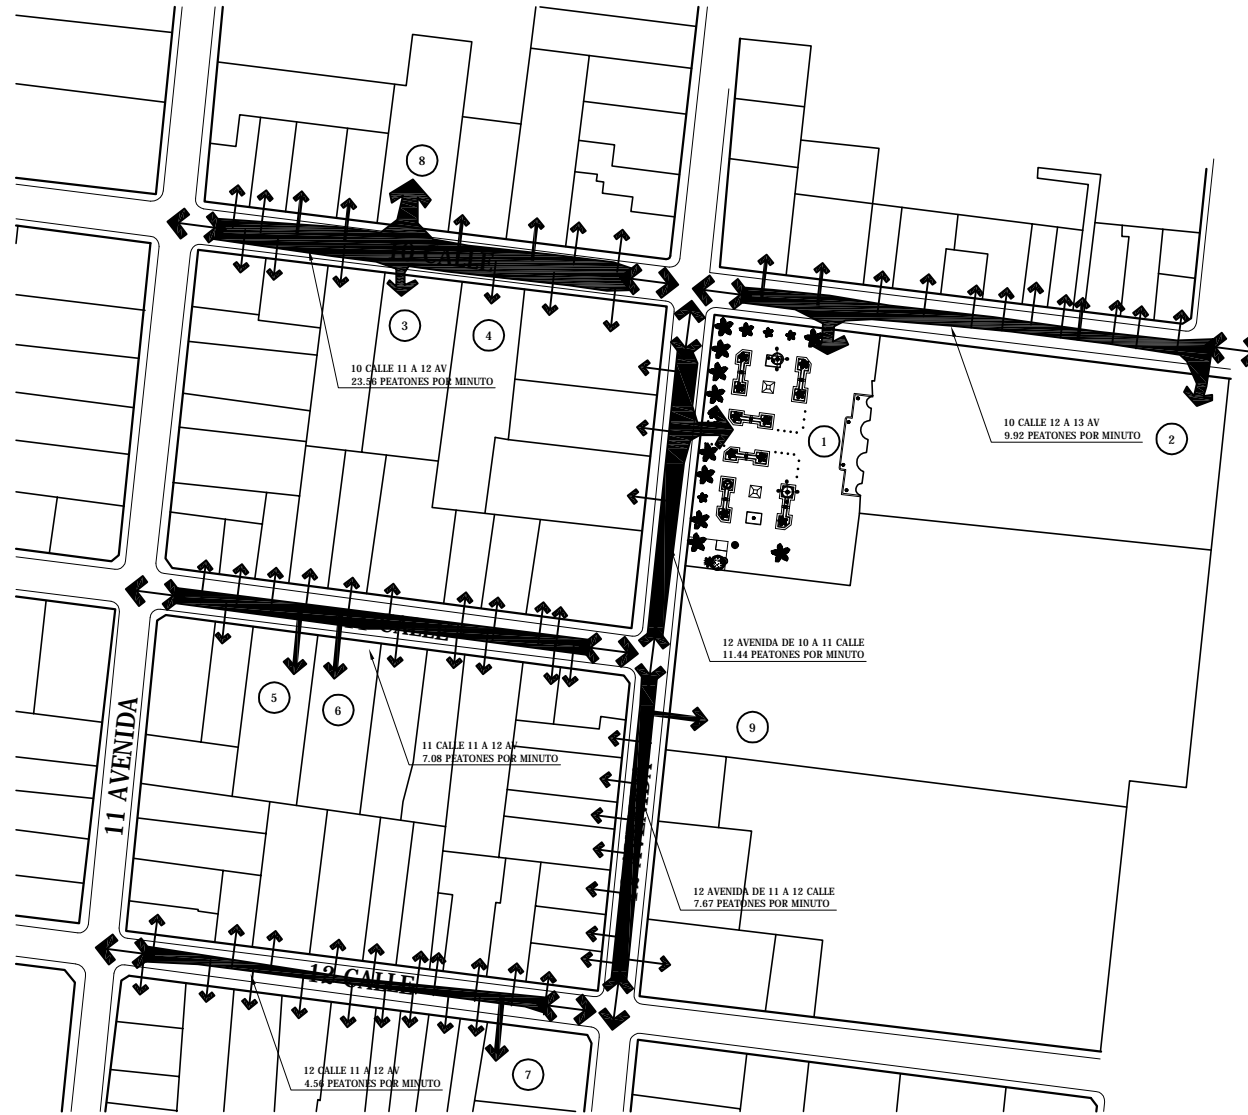 8
10 CALLE
3
4
10 CALLE 11 A 12 AV
23.56 PEATONES POR MINUTO
1
10 CALLE 12 A 13 AV
9.92 PEATONES POR MINUTO
2
CALLE
12 AVENIDA DE 10 A 11 CALLE
11.44 PEATONES POR MINUTO
5
6
9
11 AVENIDA
11 CALLE 11 A 12 AV
7.08 PEATONES POR MINUTO
12 AVENIDA DE 11 A 12 CALLE
7.67 PEATONES POR MINUTO
12 CALLE
12 CALLE 11 A 12 AV
4.56 PEATONES POR MINUTO
7